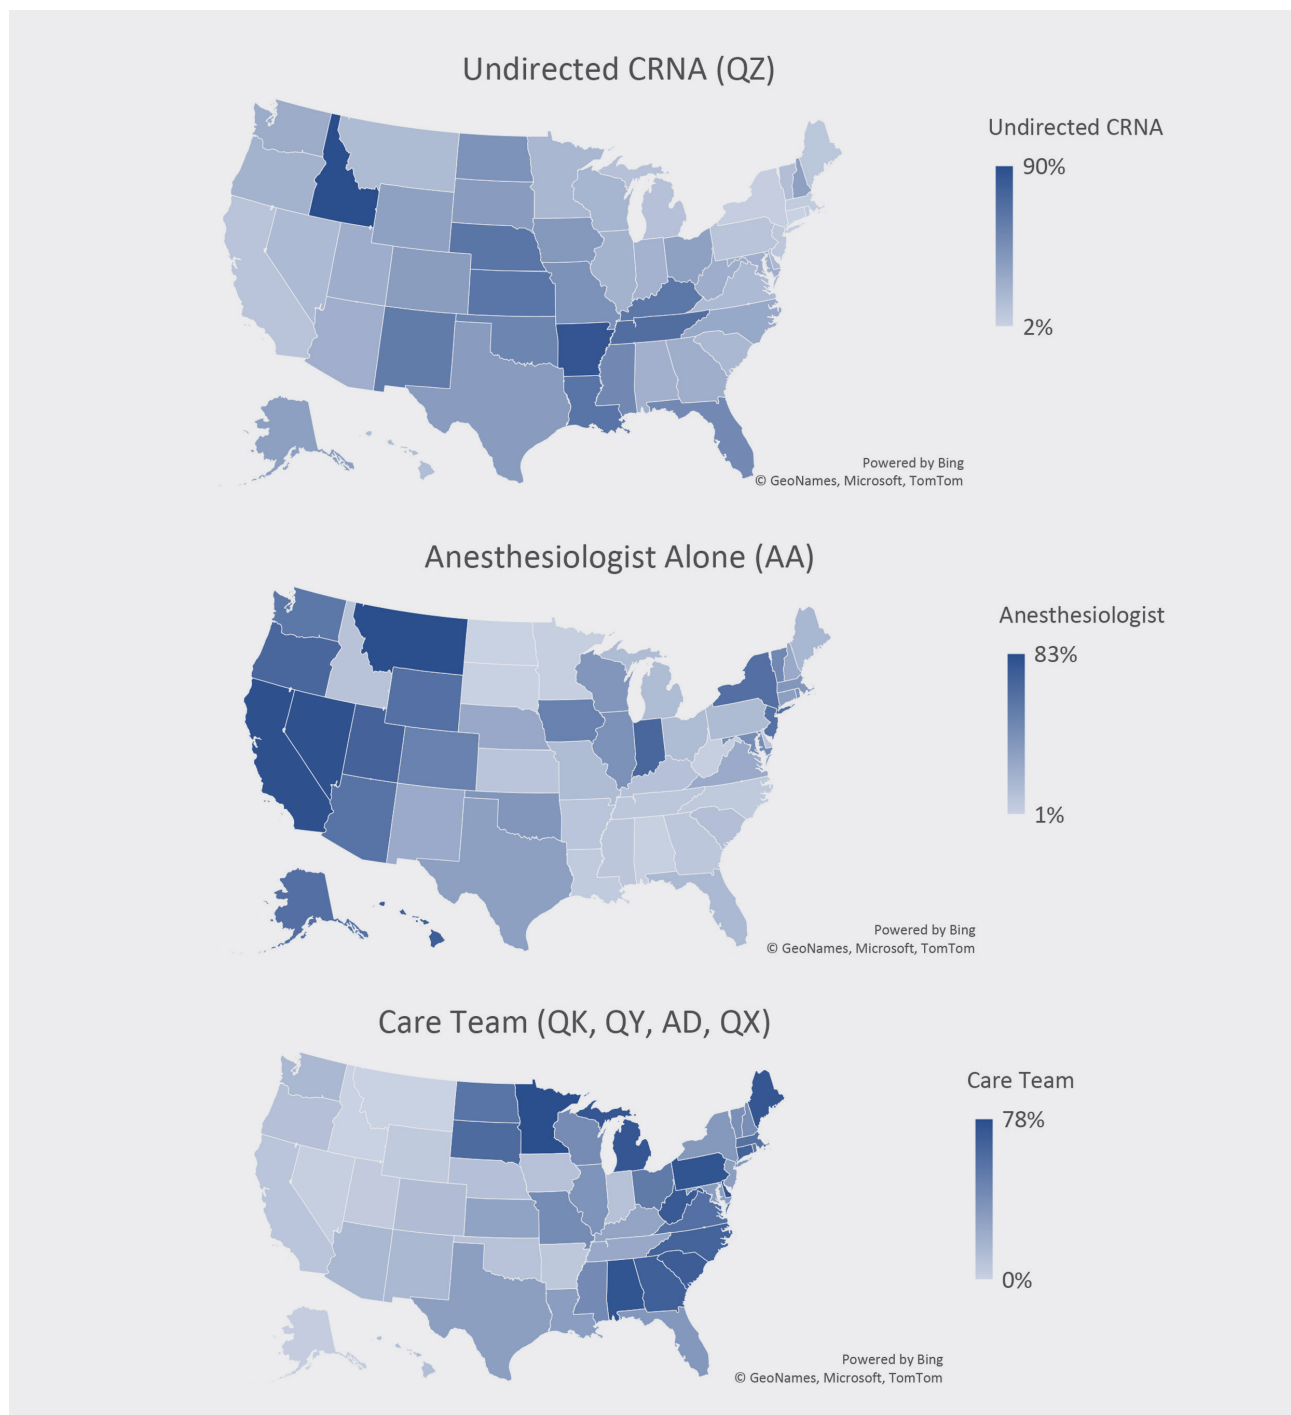 Undirected CRNA (QZ)
Undirected CRNA
90%
2%
Powered by Bing
© GeoNames, Microsoft, TomTom
Anesthesiologist Alone (AA)
Anesthesiologist
83%
1%
Powered by Bing
© GeoNames, Microsoft, TomTom
Care Team (QK, QY, AD, QX)
Care Team
78%
0%
Powered by Bing
© GeoNames, Microsoft, TomTom